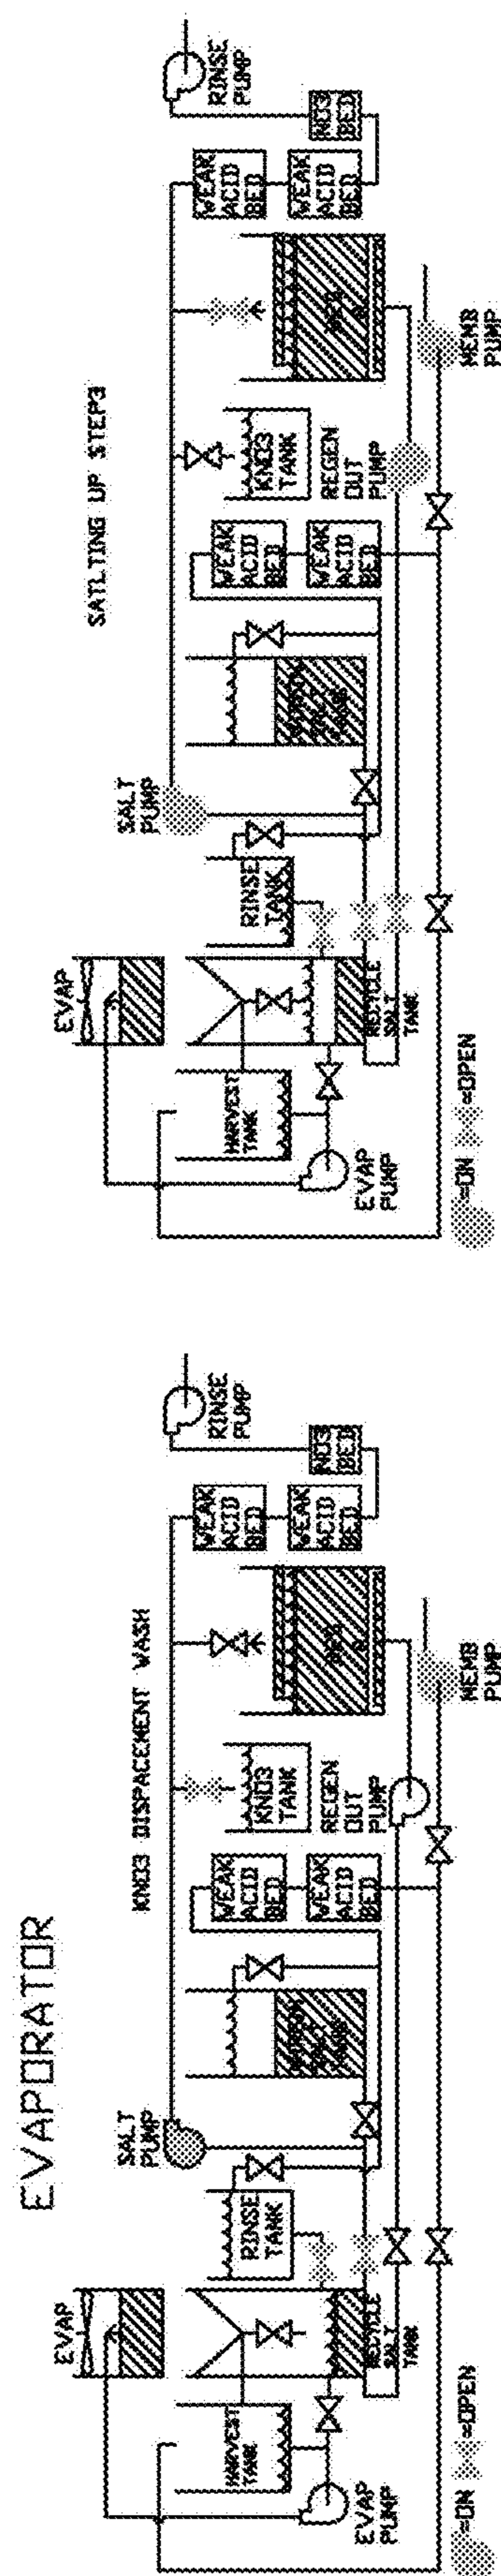 EVAPORATOR
KNO3 DISPACEMENT WASH
EVAP
SALT
PUMP
RINSE
PUMP
HARVEST
TANK
RINSE
TANK
WEAK
ACID
BED
WEAK
ACID
BED
KNO3
TANK
WEAK
ACID
BED
WEAK
ACID
BED
NO3
BED
EVAP
PUMP
RECYCLE
SALT
TANK
REGEN
OUT
PUMP
MEMB
PUMP
=ON
=OPEN
SATLTING UP STEP3
EVAP
SALT
PUMP
RINSE
PUMP
HARVEST
TANK
RINSE
TANK
WEAK
ACID
BED
WEAK
ACID
BED
KNO3
TANK
WEAK
ACID
BED
WEAK
ACID
BED
NO3
BED
EVAP
PUMP
RECYCLE
SALT
TANK
REGEN
OUT
PUMP
MEMB
PUMP
=ON
=OPEN